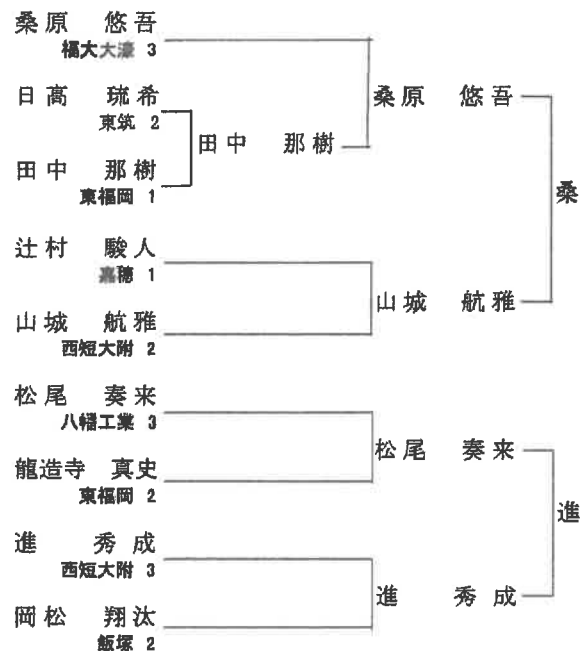 桑原 悠吾
福大大濠 3
日高 琉希
東筑 2
田中 那樹
東福岡 1
辻村 駿人
嘉穂 1
山城 航雅
西短大附 2
松尾 奏来
八幡工業 3
龍造寺 真史
東福岡 2
進 秀成
西短大附 3
岡松 翔汰
飯塚 2
田中 那樹
桑原 悠吾
山城 航雅
松尾 奏来
進 秀成
桑
進